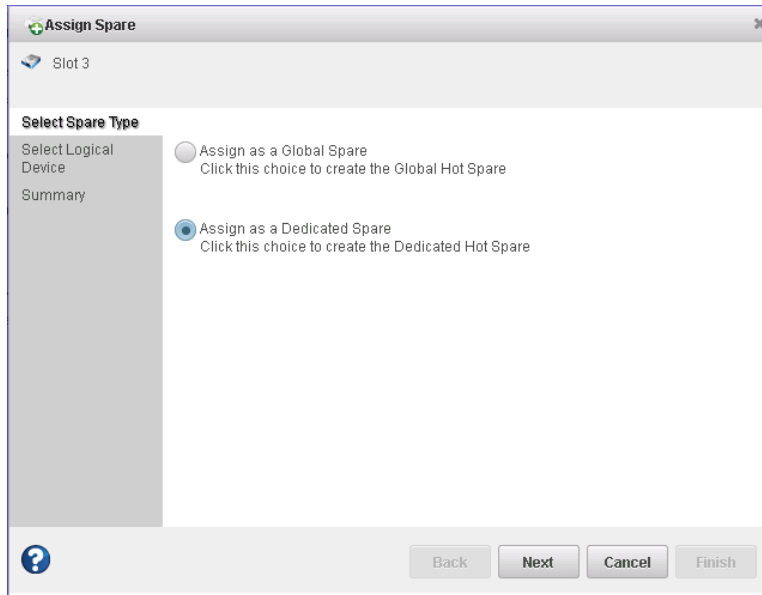 Assign Spare
Slot 3
Select Spare Type
Select Logical
Device
Summary
Assign as a Global Spare
Click this choice to create the Global Hot Spare
Assign as a Dedicated Spare
Click this choice to create the Dedicated Hot Spare
?
Back
Next
Cancel
Finish